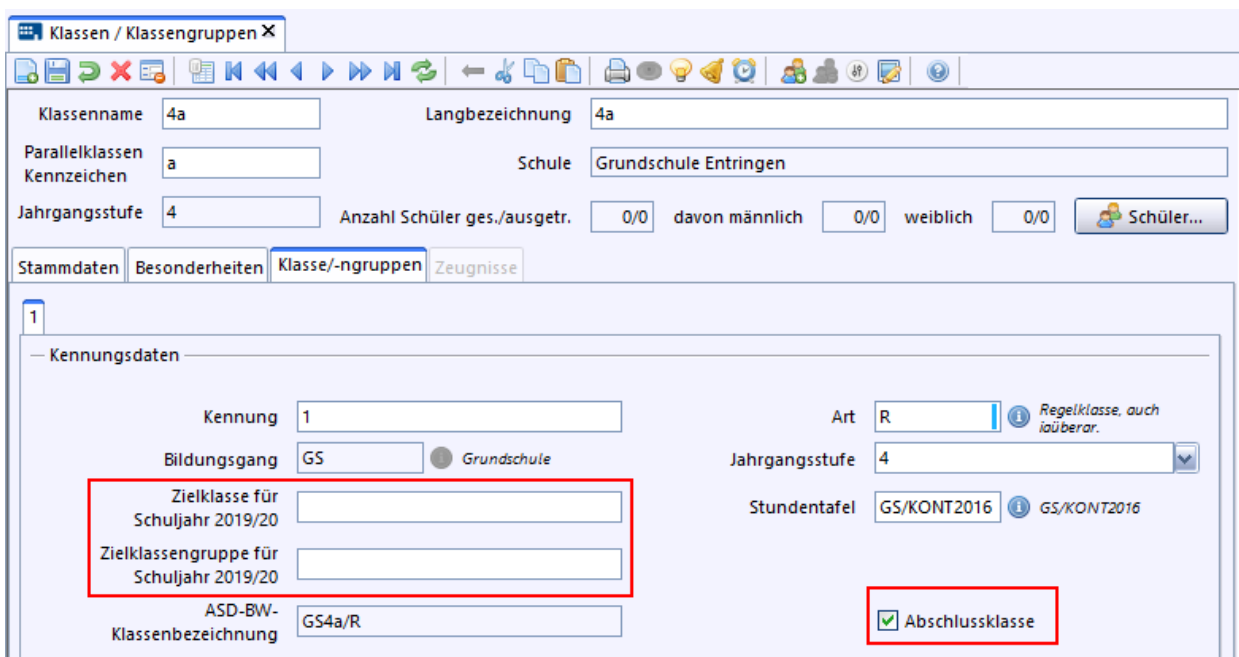 Klassen / Klassengruppen X
Klassenname 4a Langbezeichnung 4a
Parallelklassen
Kennzeichen a Schule Grundschule Entringen
Jahrgangsstufe 4 Anzahl Schüler ges./ausgetr. 0/0 davon männlich 0/0 weiblich 0/0 Schüler...
Stammdaten Besonderheiten Klasse/-ngruppen Zeugnisse
1
Kennungsdaten
Kennung 1 Art R Regelklasse, auch
jaüberar.
Bildungsgang GS Grundschule Jahrgangsstufe 4
Zielklasse für
Schuljahr 2019/20
Stundentafel GS/KONT2016 GS/KONT2016
Zielklassengruppe für
Schuljahr 2019/20
ASD-BW-
Klassenbezeichnung GS4a/R
Abschlussklasse